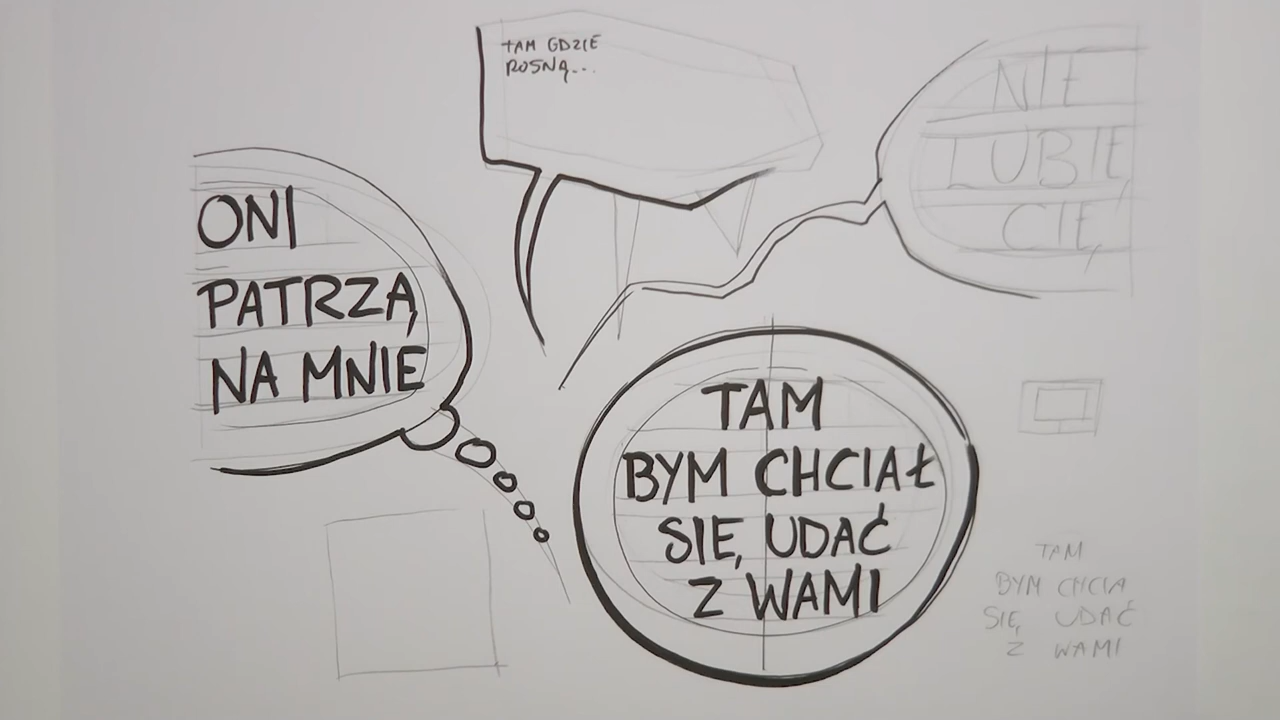 TAM GDZIE
ROSNĄ...
NIE
LUBIĘ
CIĘ
ONI
PATRZĄ
NA MNIE
TAM
BYM CHCIAŁ
SIĘ UDAĆ
Z WAMI
TAM
BYM CHCIA
SIĘ UDAĆ
Z WAMI